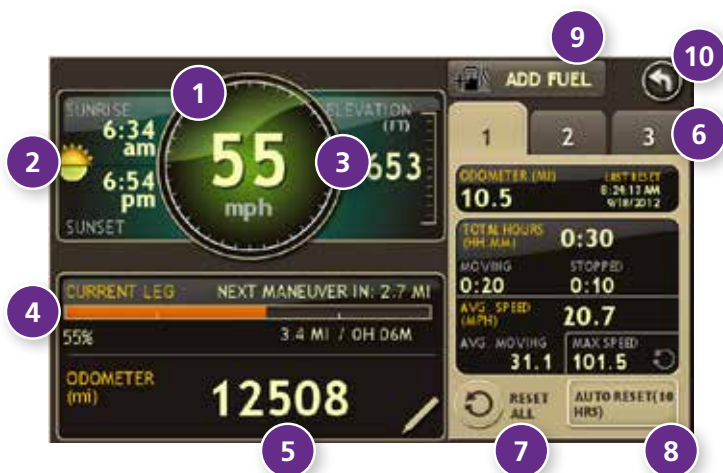 9
10
ADD FUEL
1
SUNRISE
6:34
am
6:54
pm
SUNSET
2
55
mph
3
ELEVATION
(FT)
653
1 2 3
6
ODOMETER (MI) LAST RESET
10.5 8:24:13 AM
9/18/2012
TOTAL HOURS
(HH:MM) 0:30
MOVING STOPPED
0:20 0:10
AVG. SPEED
(MPH) 20.7
AVG. MOVING MAX SPEED
31.1 101.5
RESET
ALL
AUTO RESET(10
HRS)
7
8
4
CURRENT LEG NEXT MANEUVER IN: 2.7 MI
55% 3.4 MI / 0H 06M
ODOMETER
(mi) 12508
5